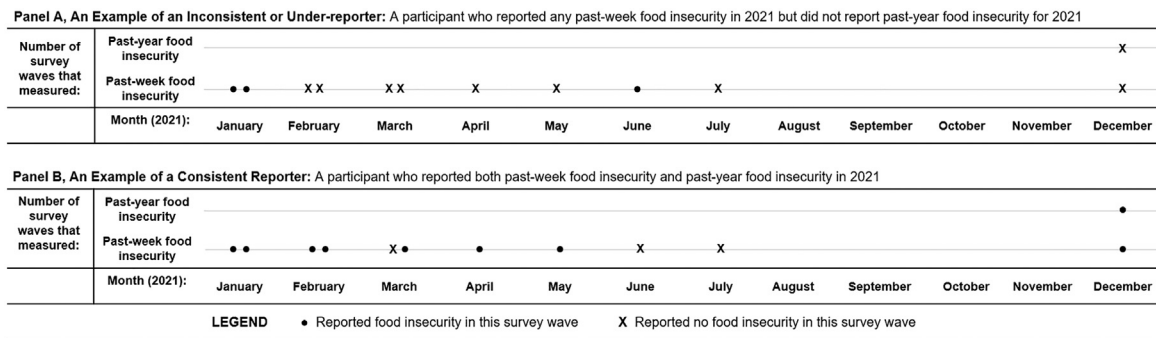 Panel A, An Example of an Inconsistent or Under-reporter: A participant who reported any past-week food insecurity in 2021 but did not report past-year food insecurity for 2021
Number of
survey
waves that
measured:
Past-year food
insecurity
X
Past-week food
insecurity
● ● X X X X X X ● X X
Month (2021): January February March April May June July August September October November December
Panel B, An Example of a Consistent Reporter: A participant who reported both past-week food insecurity and past-year food insecurity in 2021
Number of
survey
waves that
measured:
Past-year food
insecurity
●
Past-week food
insecurity
● ● ● ● X ● ● ● X X ●
Month (2021): January February March April May June July August September October November December
LEGEND ● Reported food insecurity in this survey wave X Reported no food insecurity in this survey wave